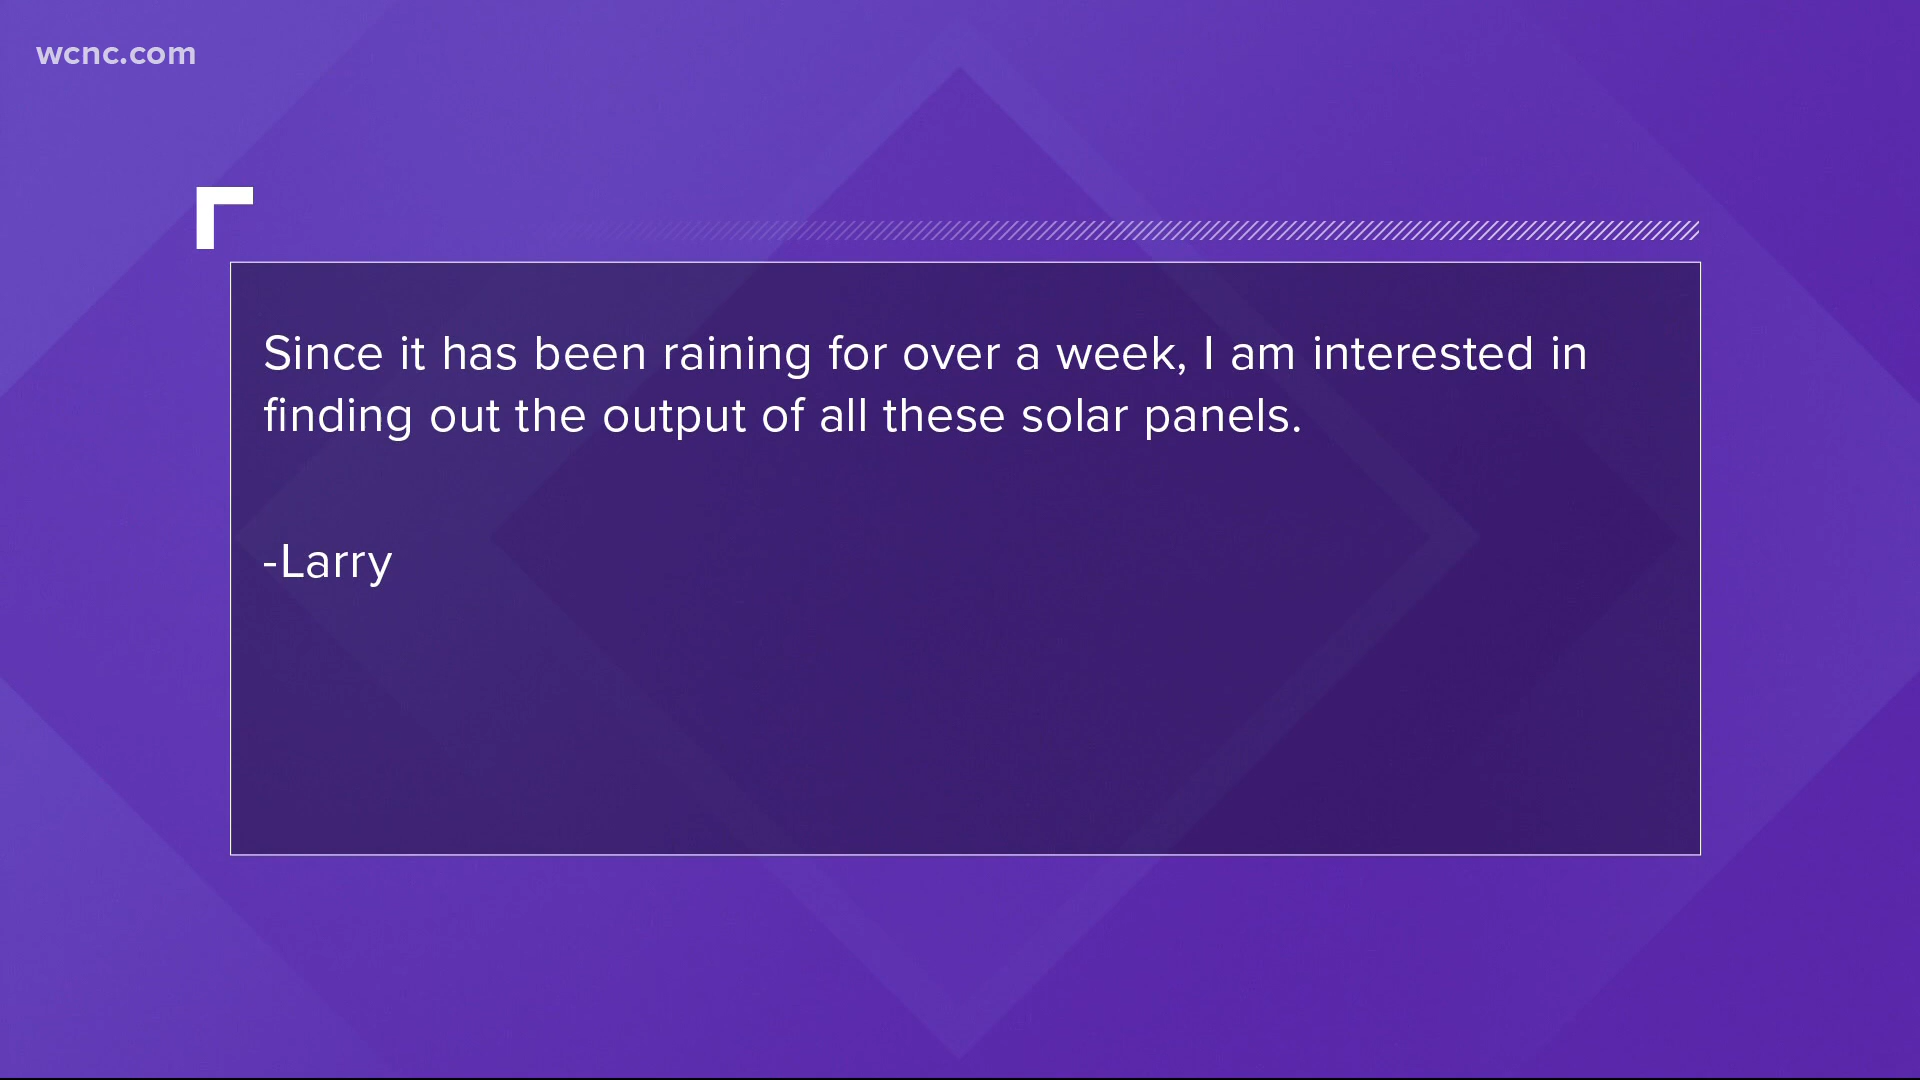 wcnc.com
Since it has been raining for over a week, I am interested in
finding out the output of all these solar panels.
-Larry